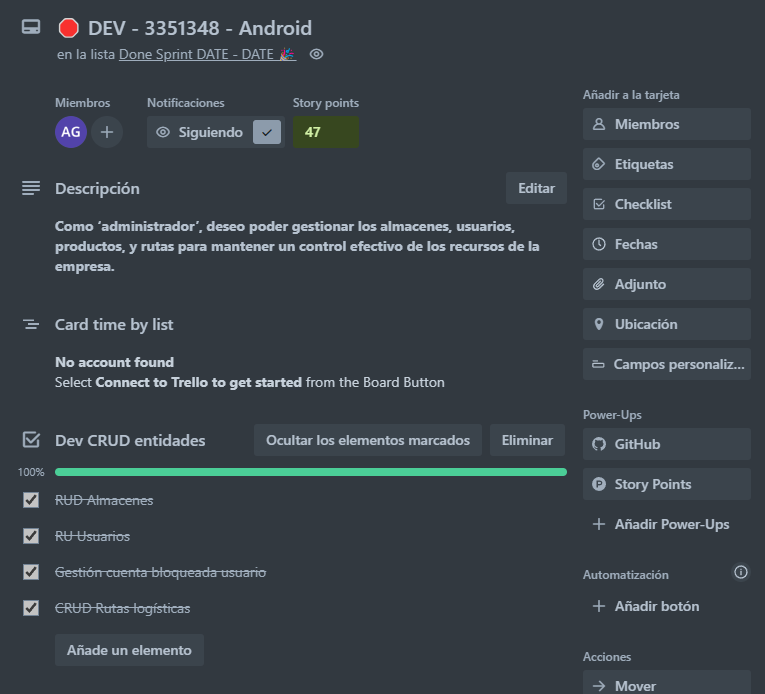 🛑 DEV - 3351348 - Android
en la lista Done Sprint DATE - DATE 🎉
Miembros
Notificaciones
Story points
AG
Siguiendo
47
Descripción
Editar
Como ‘administrador’, deseo poder gestionar los almacenes, usuarios,
productos, y rutas para mantener un control efectivo de los recursos de la
empresa.
Card time by list
No account found
Select Connect to Trello to get started from the Board Button
Dev CRUD entidades
Ocultar los elementos marcados
Eliminar
100%
RUD Almacenes
RU Usuarios
Gestión cuenta bloqueada usuario
CRUD Rutas logísticas
Añade un elemento
Añadir a la tarjeta
Miembros
Etiquetas
Checklist
Fechas
Adjunto
Ubicación
Campos personaliz...
Power-Ups
GitHub
Story Points
Añadir Power-Ups
Automatización
Añadir botón
Acciones
Mover